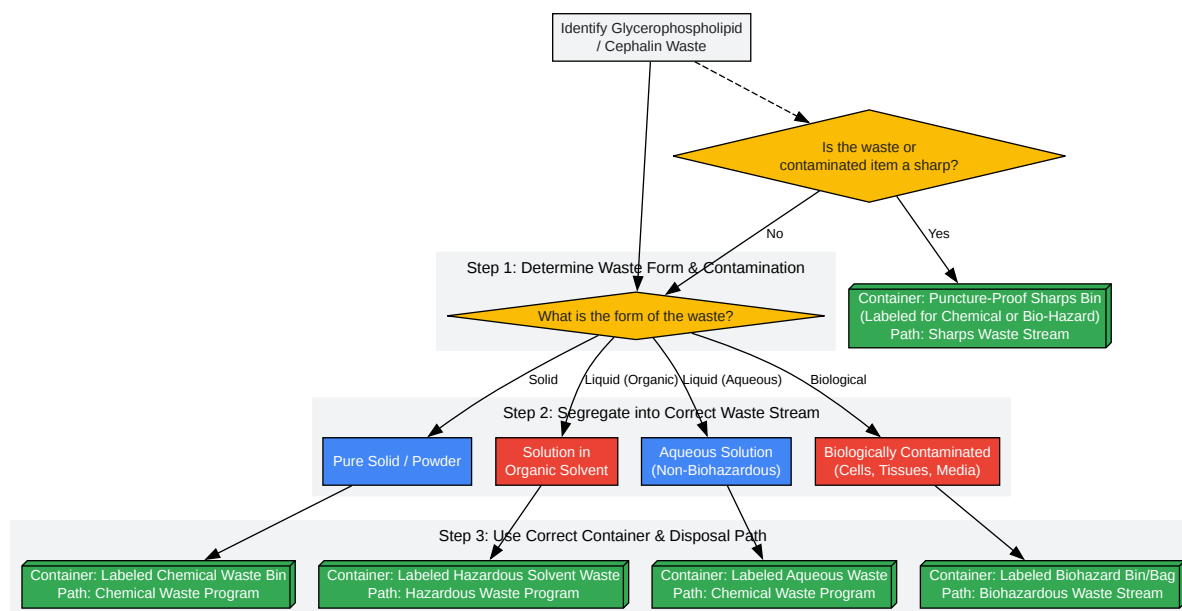 Identify Glycerophospholipid
/ Cephalin Waste
Is the waste or
contaminated item a sharp?
No
Yes
Step 1: Determine Waste Form & Contamination
Container: Puncture-Proof Sharps Bin
(Labeled for Chemical or Bio-Hazard)
Path: Sharps Waste Stream
What is the form of the waste?
Solid
Liquid (Organic)
Liquid (Aqueous)
Biological
Step 2: Segregate into Correct Waste Stream
Pure Solid / Powder
Solution in
Organic Solvent
Aqueous Solution
(Non-Biohazardous)
Biologically Contaminated
(Cells, Tissues, Media)
Step 3: Use Correct Container & Disposal Path
Container: Labeled Chemical Waste Bin
Path: Chemical Waste Program
Container: Labeled Hazardous Solvent Waste
Path: Hazardous Waste Program
Container: Labeled Aqueous Waste
Path: Chemical Waste Program
Container: Labeled Biohazard Bin/Bag
Path: Biohazardous Waste Stream